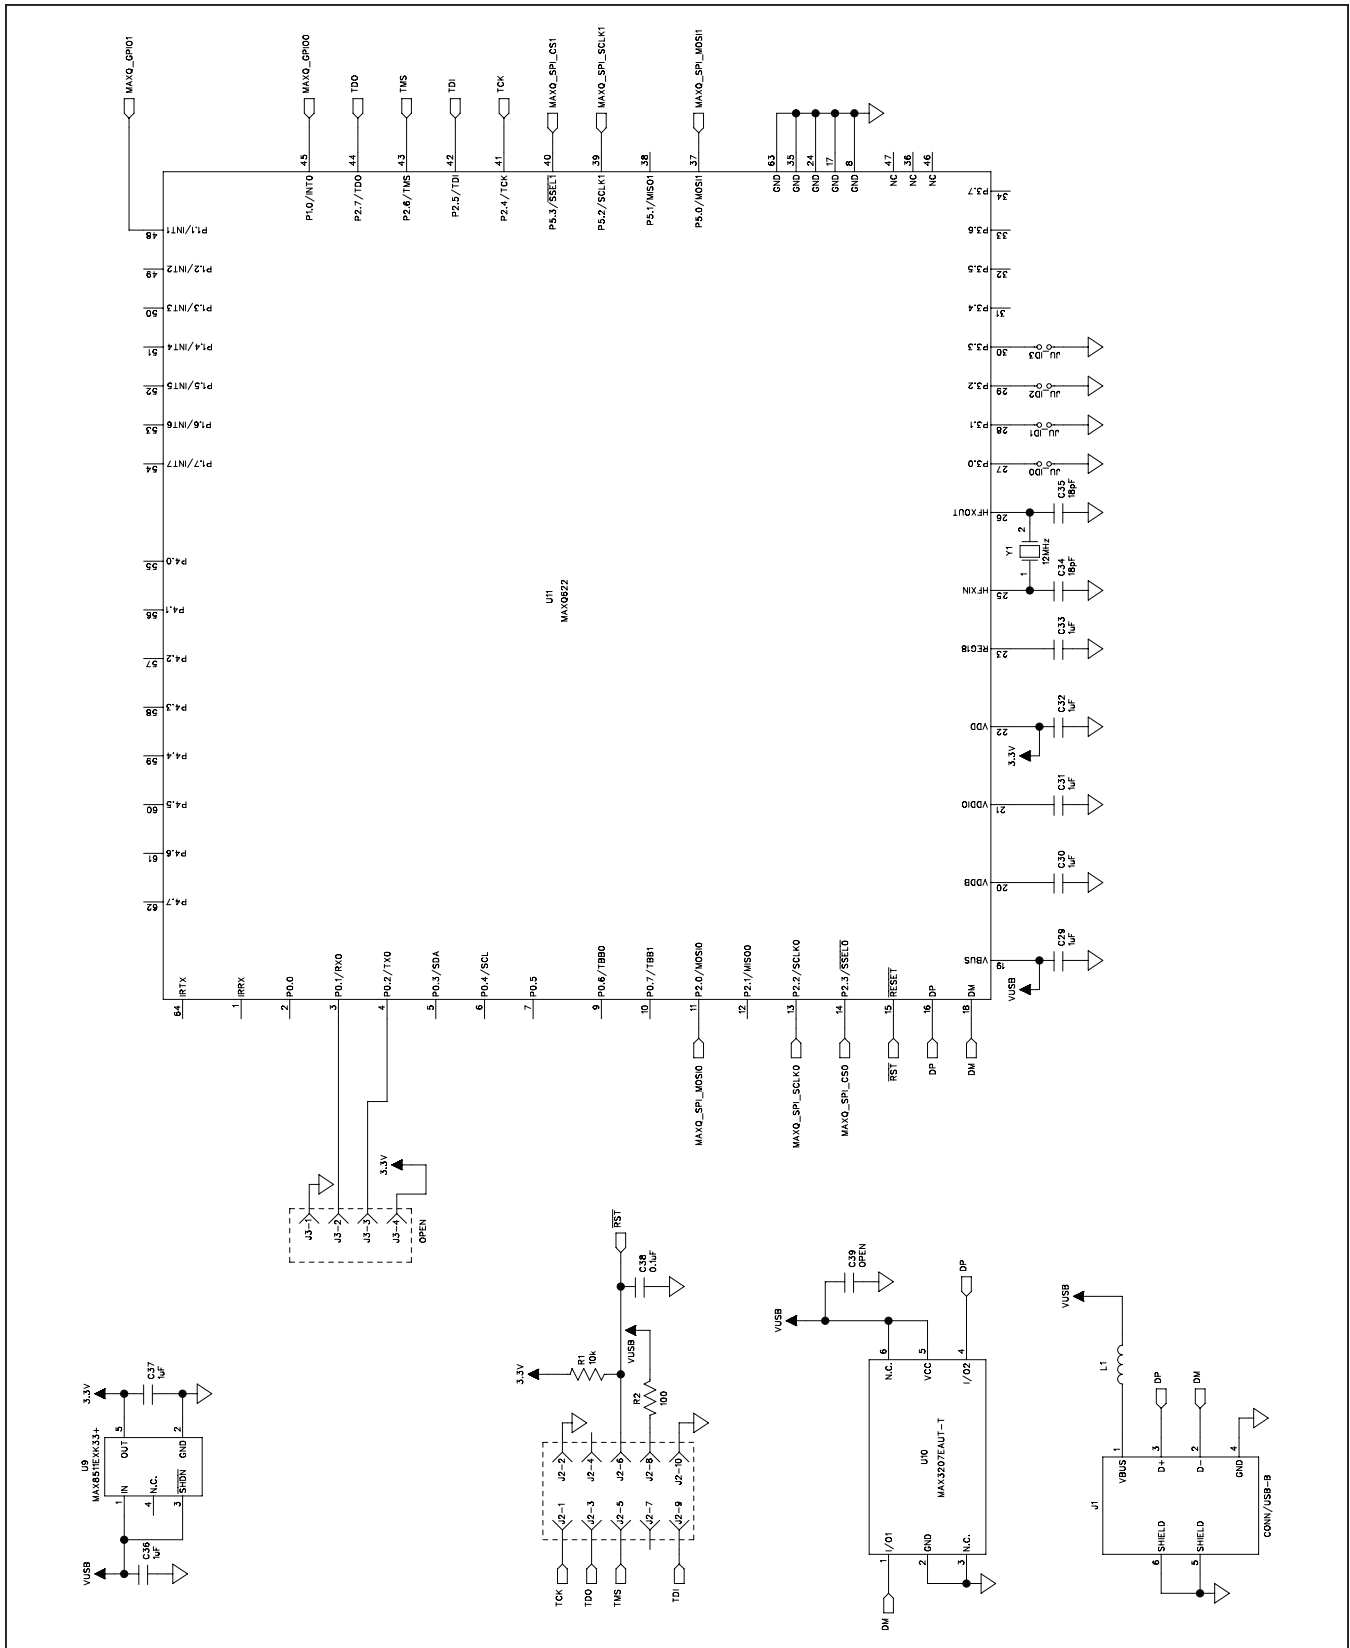 MAXQ_GPIO1
MAXQ_GPIO0
TDO
TMS
TDI
TCK
MAXQ_SPI_CS1
MAXQ_SPI_SCLK1
MAXQ_SPI_MOSI1
45
44
43
42
41
40
39
38
37
63
35
24
17
8
47
36
46
P1.0/INT0
P2.7/TDO
P2.6/TMS
P2.5/TDI
P2.4/TCK
P5.3/SSEL1
P5.2/SCLK1
P5.1/MISO1
P5.0/MOSI1
GND
GND
GND
GND
GND
NC
NC
NC
48 P1.1/INT1
49 P1.2/INT2
50 P1.3/INT3
51 P1.4/INT4
52 P1.5/INT5
53 P1.6/INT6
54 P1.7/INT7
55 P4.0
56 P4.1
57 P4.2
58 P4.3
59 P4.4
60 P4.5
61 P4.6
62 P4.7
P3.7 34
P3.6 33
P3.5 32
P3.4 31
P3.3 30 JU_ID3
P3.2 29 JU_ID2
P3.1 28 JU_ID1
P3.0 27 JU_ID0
HFXOUT 26
C35
18pF
2
Y1
12MHz
1
HFXIN 25
C34
18pF
REG18 23
C33
1uF
VDD 22
3.3V
C32
1uF
VDDIO 21
C31
1uF
VDDB 20
C30
1uF
VBUS 19
VUSB
C29
1uF
U11
MAXQ622
64 IRTX
1 IRRX
2 P0.0
3 P0.1/RX0
4 P0.2/TX0
5 P0.3/SDA
6 P0.4/SCL
7 P0.5
9 P0.6/TBB0
10 P0.7/TBB1
11 P2.0/MOSI0
12 P2.1/MISO0
13 P2.2/SCLK0
14 P2.3/SSEL0
15 RESET
16 DP
18 DM
MAXQ_SPI_MOSI0
MAXQ_SPI_SCLK0
MAXQ_SPI_CS0
RST
DP
DM
3.3V
J3-1
J3-2
J3-3
J3-4
OPEN
U9
MAX8511EXK33+
3.3V
C37
1uF
5
OUT
2
GND
1
IN
4
N.C.
3
SHDN
VUSB
C36
1uF
RST
C38
0.1uF
VUSB
3.3V
R1
10k
R2
100
J2-2
J2-4
J2-6
J2-8
J2-10
J2-1
J2-3
J2-5
J2-7
J2-9
TCK
TDO
TMS
TDI
VUSB
C39
OPEN
DP
6
N.C.
5
VCC
4
I/O2
U10
MAX3207EAUT-T
1
I/O1
2
GND
3
N.C.
DM
VUSB
L1
DP
DM
1
VBUS
3
D+
2
D-
4
GND
J1
CONN/USB-B
6
SHIELD
5
SHIELD